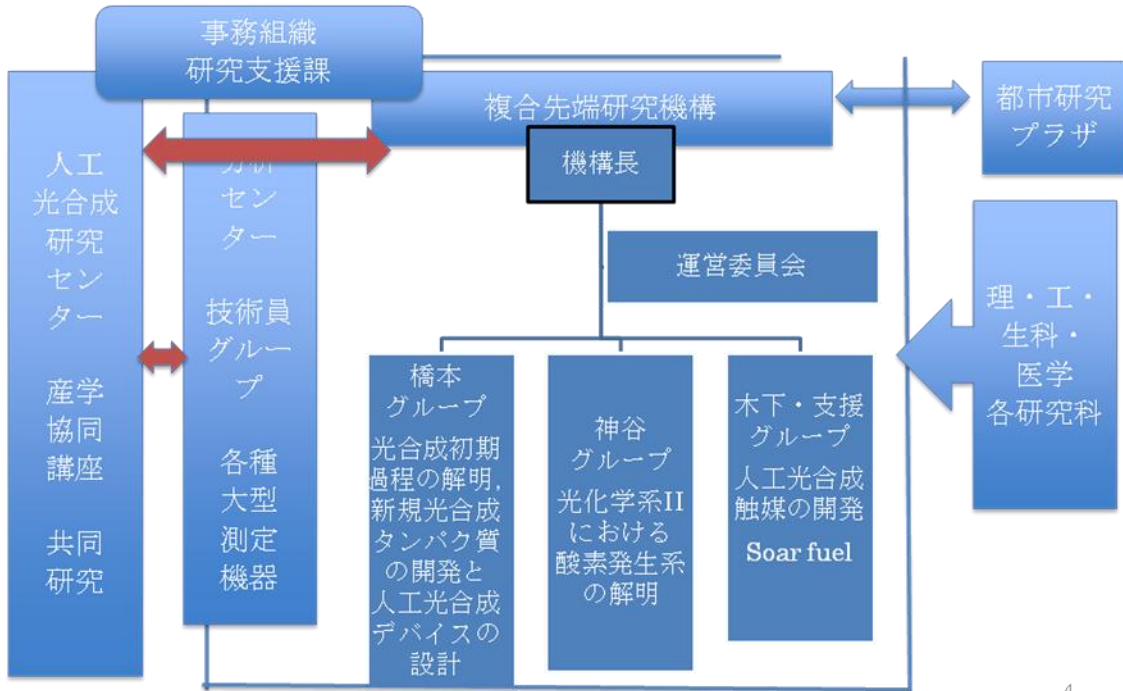 事務組織
研究支援課
複合先端研究機構
機構長
運営委員会
都市研究
プラザ
理・工・
生科・
医学
各研究科
人工
光合成
研究
セン
ター
産学
協同
講座
共同
研究
分析
セン
ター
技術員
グルー
プ
各種
大型
測定
機器
橋本
グループ
光合成初期
過程の解明,
新規光合成
タンパク質
の開発と
人工光合成
デバイスの
設計
神谷
グループ
光化学系II
における
酸素発生系
の解明
木下・支援
グループ
人工光合成
触媒の開発
Soar fuel
4